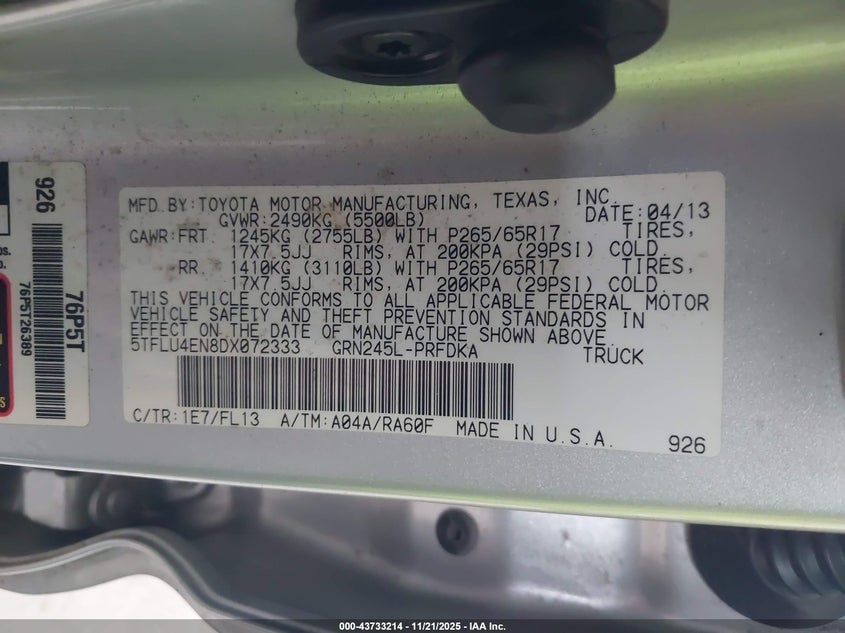 MFD. BY: TOYOTA MOTOR MANUFACTURING, TEXAS, INC.
GVWR: 2490KG (5500LB) DATE: 04/13
GAWR: FRT. 1245KG (2755LB) WITH P265/65R17 TIRES,
17X7.5JJ RIMS, AT 200KPA (29PSI) COLD.
RR. 1410KG (3110LB) WITH P265/65R17 TIRES,
17X7.5JJ RIMS, AT 200KPA (29PSI) COLD.
THIS VEHICLE CONFORMS TO ALL APPLICABLE FEDERAL MOTOR
VEHICLE SAFETY AND THEFT PREVENTION STANDARDS IN
EFFECT ON THE DATE OF MANUFACTURE SHOWN ABOVE.
5TFLU4EN8DX072333 GRN245L-PRFDKA TRUCK
C/TR: 1E7/FL13 A/TM: A04A/RA60F MADE IN U.S.A. 926
926
76P5T
76P5T26389
000-43733214 - 11/21/2025 - IAA Inc.